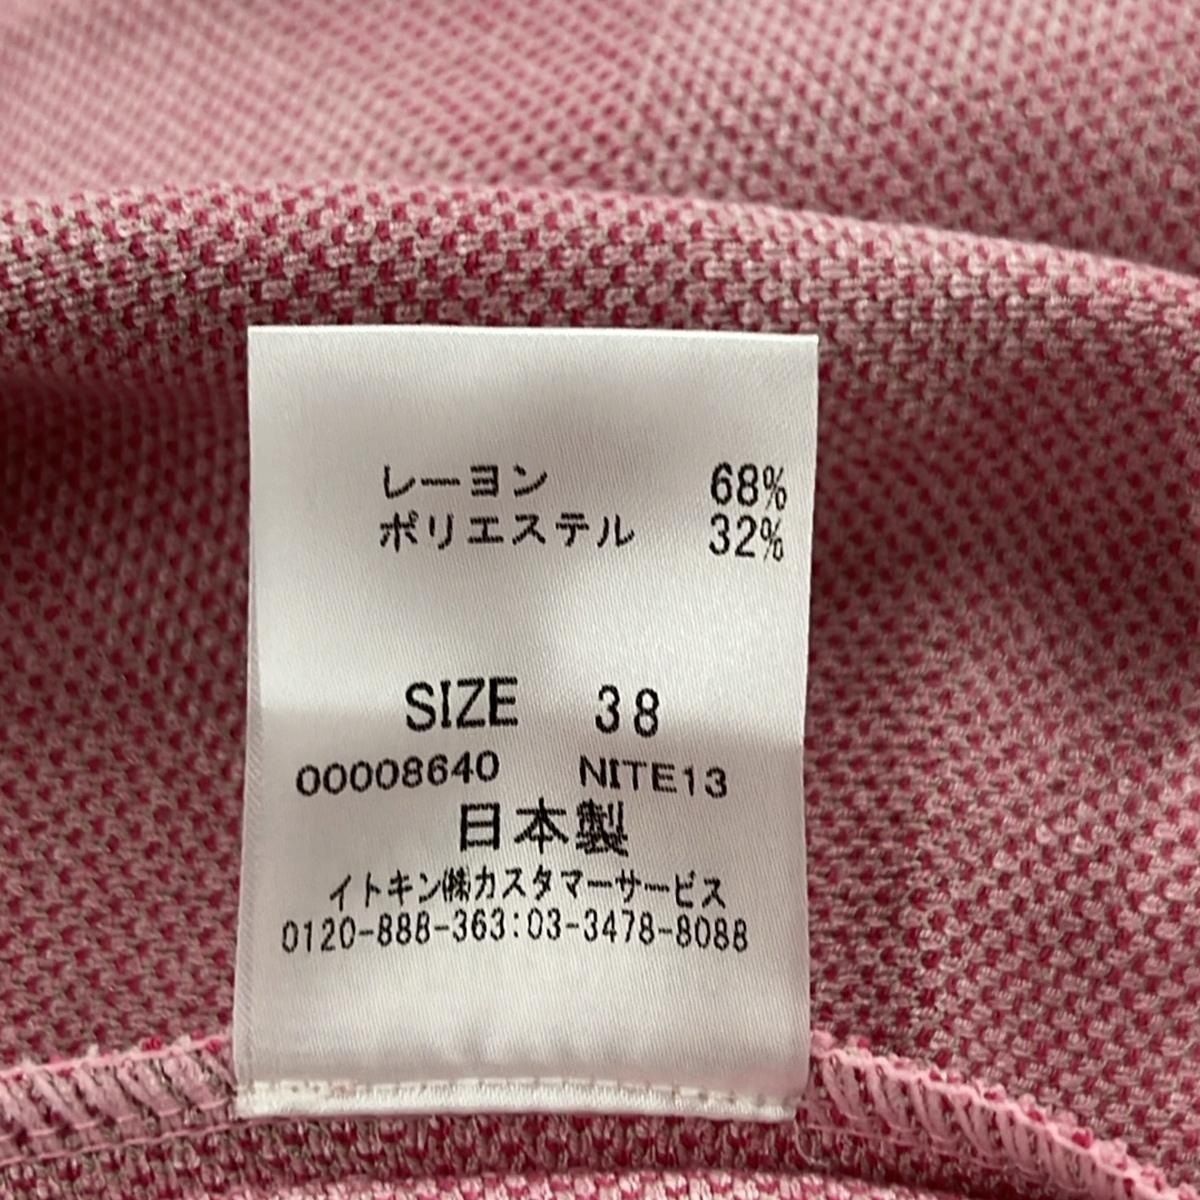 レーヨン 68%
ポリエステル 32%
SIZE 38
00008640 NITE13
日本製
イトキン㈱カスタマーサービス
0120-888-363:03-3478-8088